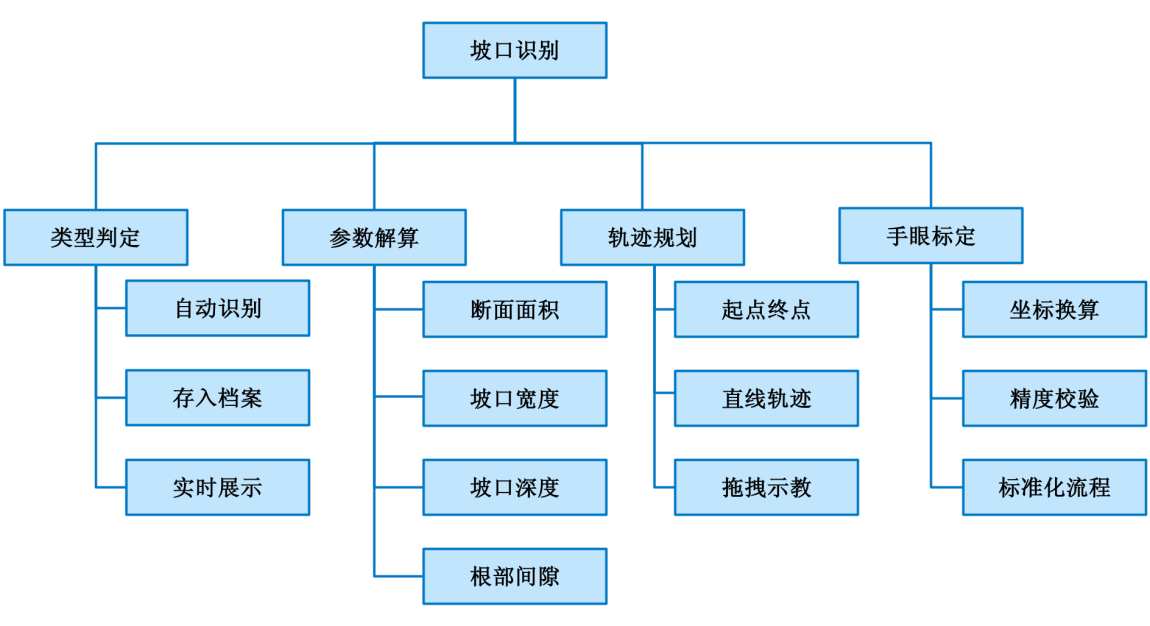 坡口识别
类型判定
参数解算
轨迹规划
手眼标定
自动识别
断面面积
起点终点
坐标换算
存入档案
坡口宽度
直线轨迹
精度校验
实时展示
坡口深度
拖拽示教
标准化流程
根部间隙